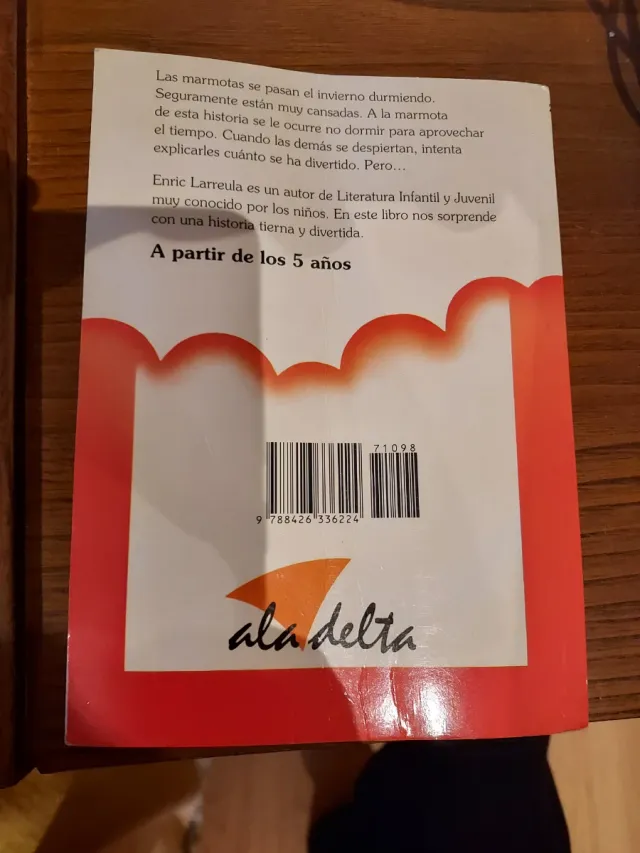 Las marmotas se pasan el invierno durmiendo.
Seguramente están muy cansadas. A la marmota
de esta historia se le ocurre no dormir para aprovechar
el tiempo. Cuando las demás se despiertan, intenta
explicarles cuánto se ha divertido. Pero...
Enric Larreula es un autor de Literatura Infantil y Juvenil
muy conocido por los niños. En este libro nos sorprende
con una historia tierna y divertida.
A partir de los 5 años
71098
9 788426 336224
ala delta